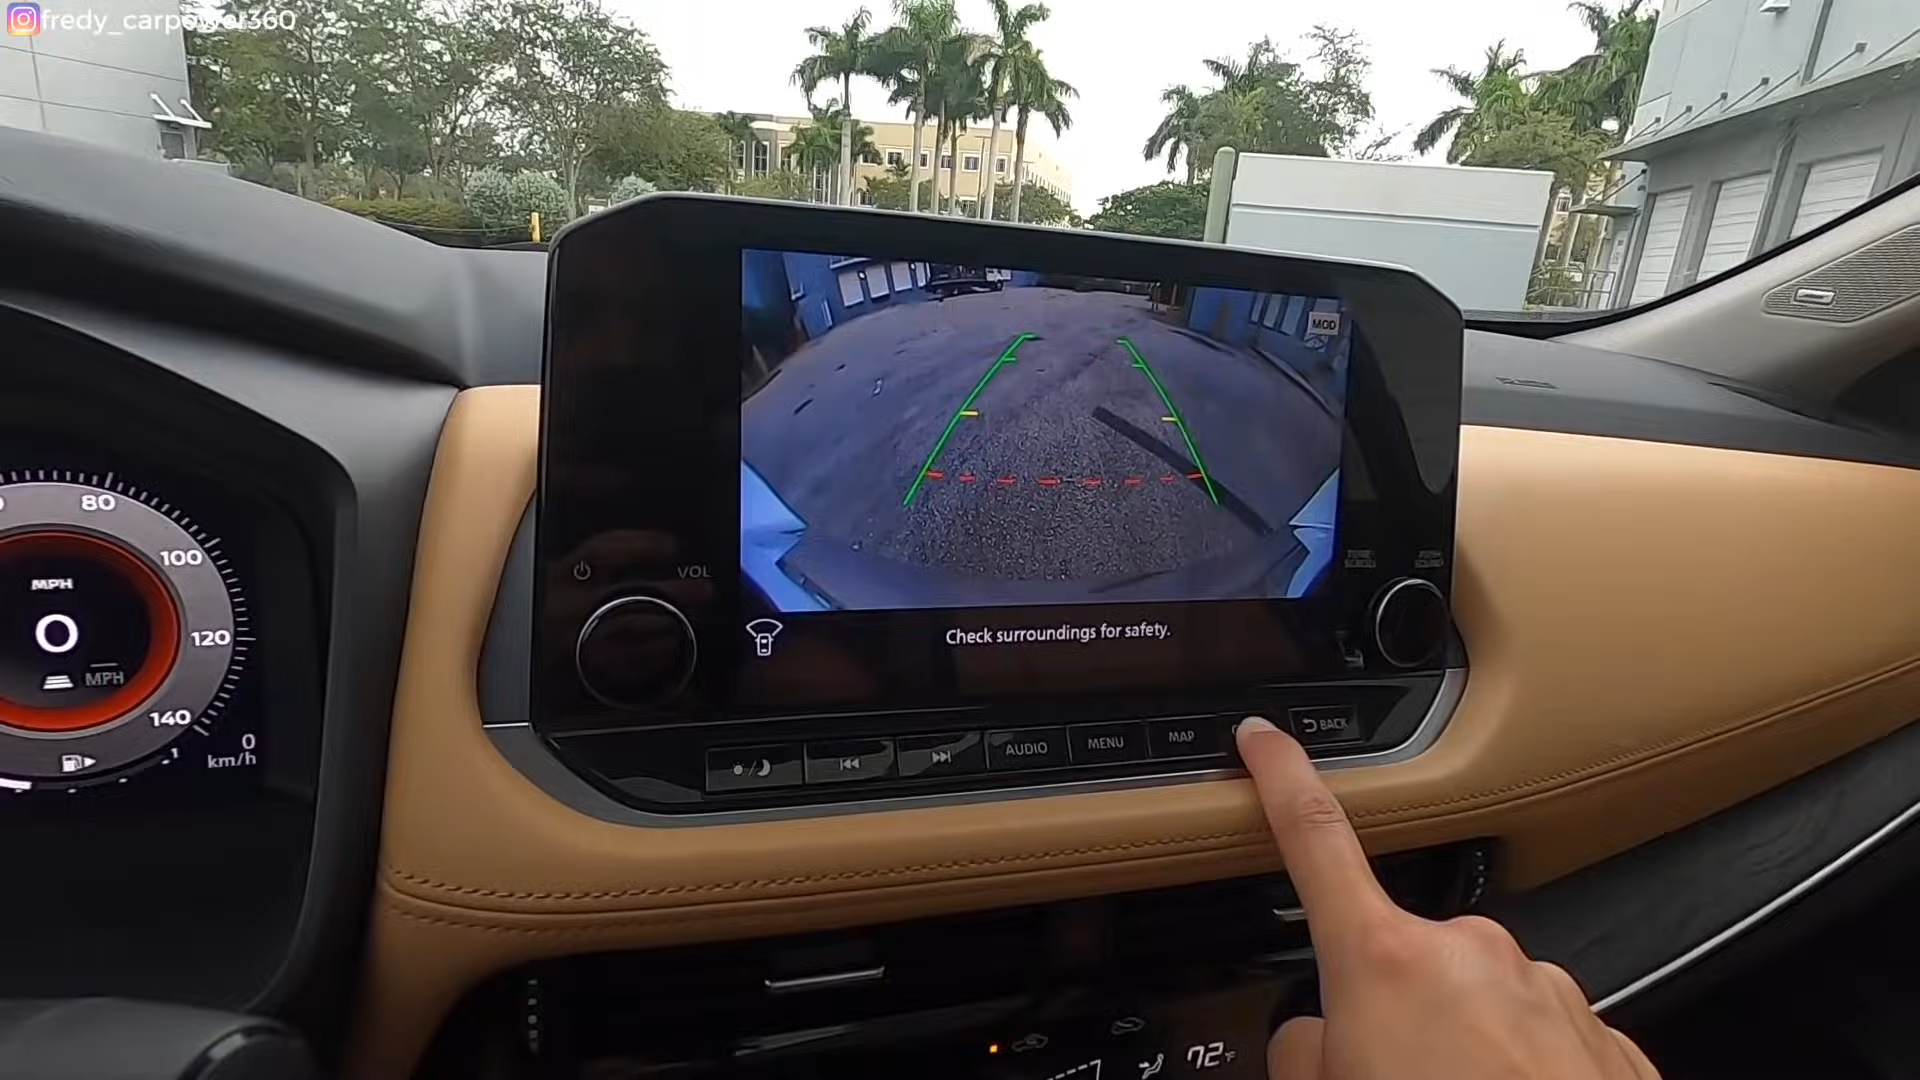 fredy_carpower360
MOD
80
100
MPH
0
120
MPH
140
0
km/h
VOL
Check surroundings for safety.
AUDIO
MENU
MAP
BACK
72°F